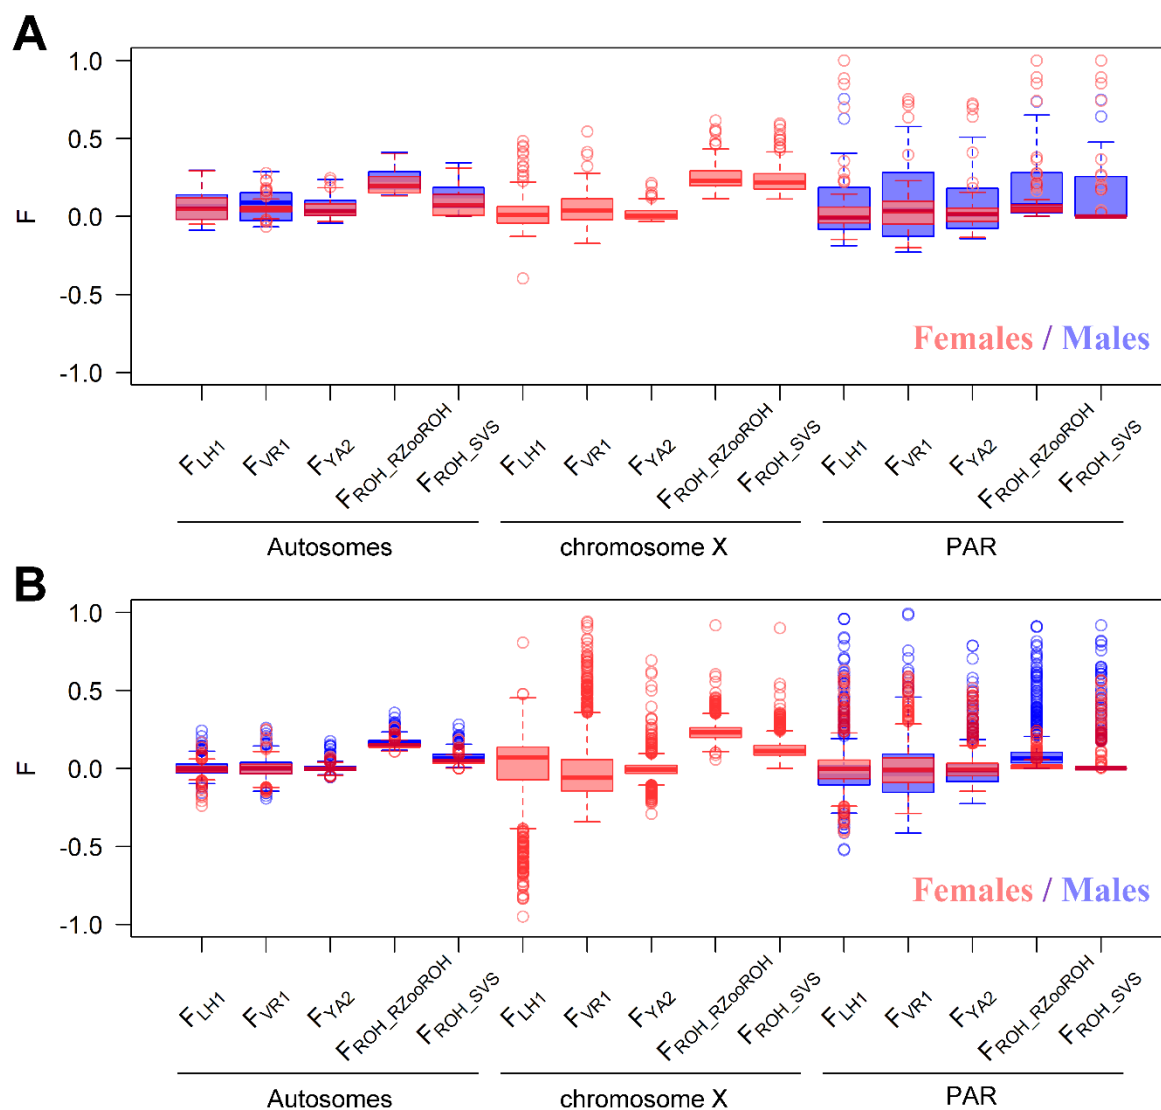 A
1.0
0.5
0.0
-0.5
-1.0
F
Females / Males
FLH1 FVR1 FYA2 FROH_RZooROH FROH_SVS FLH1 FVR1 FYA2 FROH_RZooROH FROH_SVS FLH1 FVR1 FYA2 FROH_RZooROH FROH_SVS
Autosomes chromosome X PAR
B
1.0
0.5
0.0
-0.5
-1.0
F
Females / Males
FLH1 FVR1 FYA2 FROH_RZooROH FROH_SVS FLH1 FVR1 FYA2 FROH_RZooROH FROH_SVS FLH1 FVR1 FYA2 FROH_RZooROH FROH_SVS
Autosomes chromosome X PAR